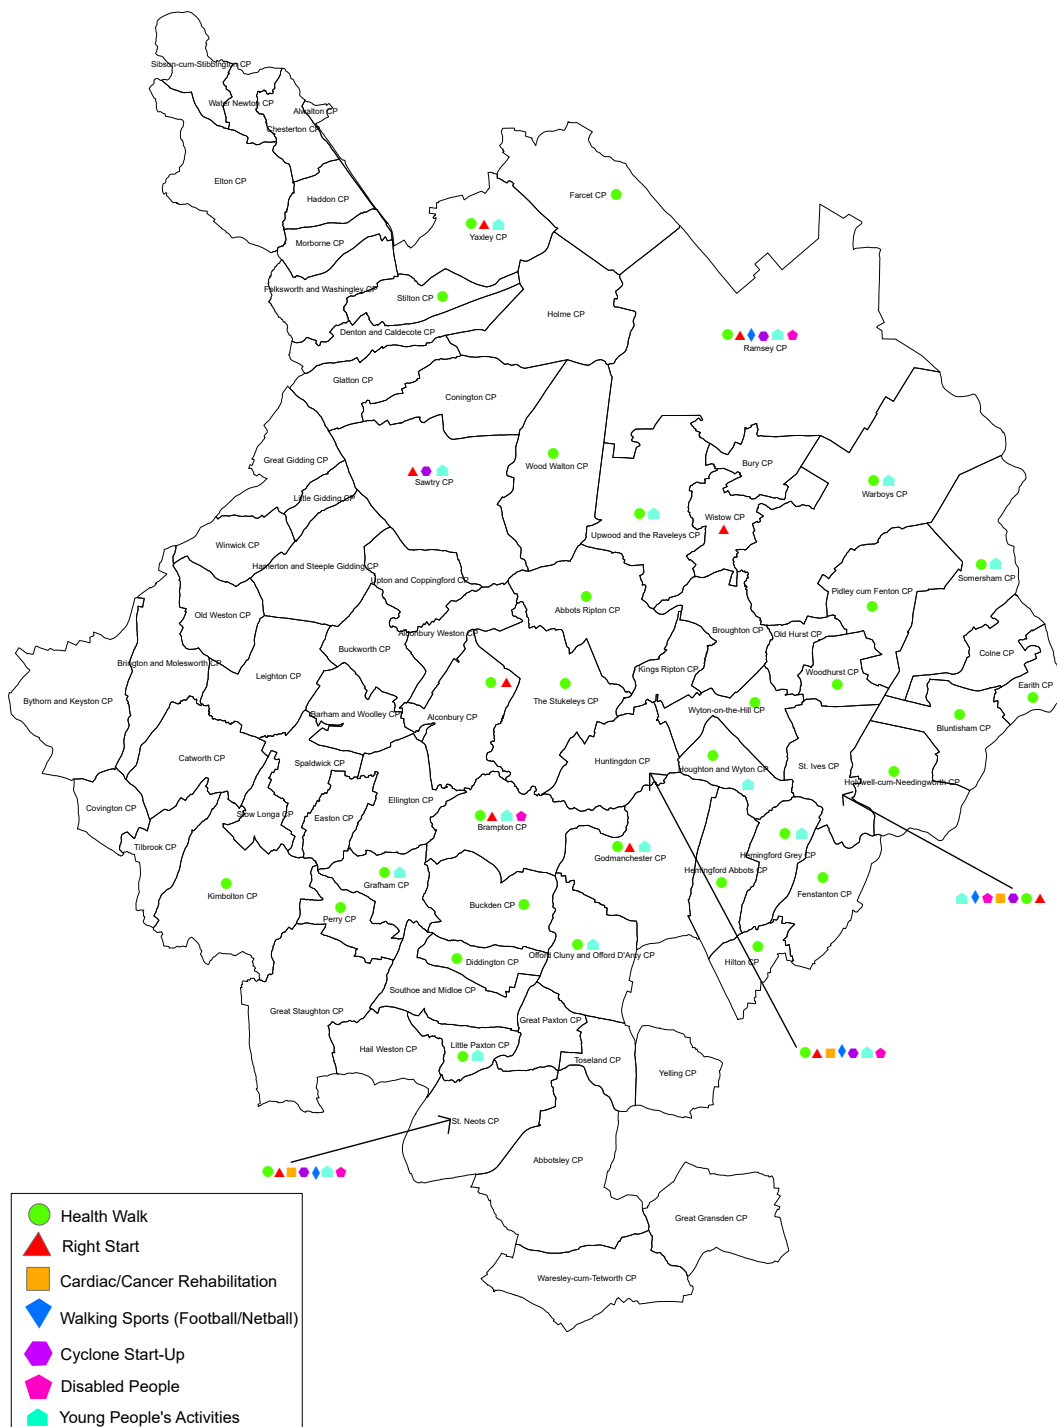 Sibson-cum-Stibbington CP
Water Newton CP
Alwalton CP
Chesterton CP
Elton CP
Haddon CP
Farcet CP
Yaxley CP
Morborne CP
Folksworth and Washingley CP
Stilton CP
Holme CP
Denton and Caldecote CP
Ramsey CP
Glatton CP
Conington CP
Great Gidding CP
Sawtry CP
Wood Walton CP
Bury CP
Little Gidding CP
Warboys CP
Wistow CP
Upwood and the Raveleys CP
Winwick CP
Hamerton and Steeple Gidding CP
Upton and Coppingford CP
Somersham CP
Pidley cum Fenton CP
Abbots Ripton CP
Old Weston CP
Alconbury Weston CP
Broughton CP
Old Hurst CP
Buckworth CP
Colne CP
Brington and Molesworth CP
Kings Ripton CP
Woodhurst CP
Leighton CP
Earith CP
Bythorn and Keyston CP
The Stukeleys CP
Wyton-on-the-Hill CP
Barham and Woolley CP
Alconbury CP
Bluntisham CP
Catworth CP
Spaldwick CP
Huntingdon CP
Houghton and Wyton CP
St. Ives CP
Holywell-cum-Needingworth CP
Covington CP
Ellington CP
Stow Longa CP
Easton CP
Brampton CP
Tilbrook CP
Godmanchester CP
Hemingford Grey CP
Hemingford Abbots CP
Grafham CP
Kimbolton CP
Fenstanton CP
Buckden CP
Perry CP
Offord Cluny and Offord D'Arcy CP
Diddington CP
Hilton CP
Southoe and Midloe CP
Great Staughton CP
Great Paxton CP
Little Paxton CP
Hail Weston CP
Toseland CP
Yelling CP
St. Neots CP
Abbotsley CP
Great Gransden CP
Waresley-cum-Tetworth CP
Health Walk
Right Start
Cardiac/Cancer Rehabilitation
Walking Sports (Football/Netball)
Cyclone Start-Up
Disabled People
Young People's Activities